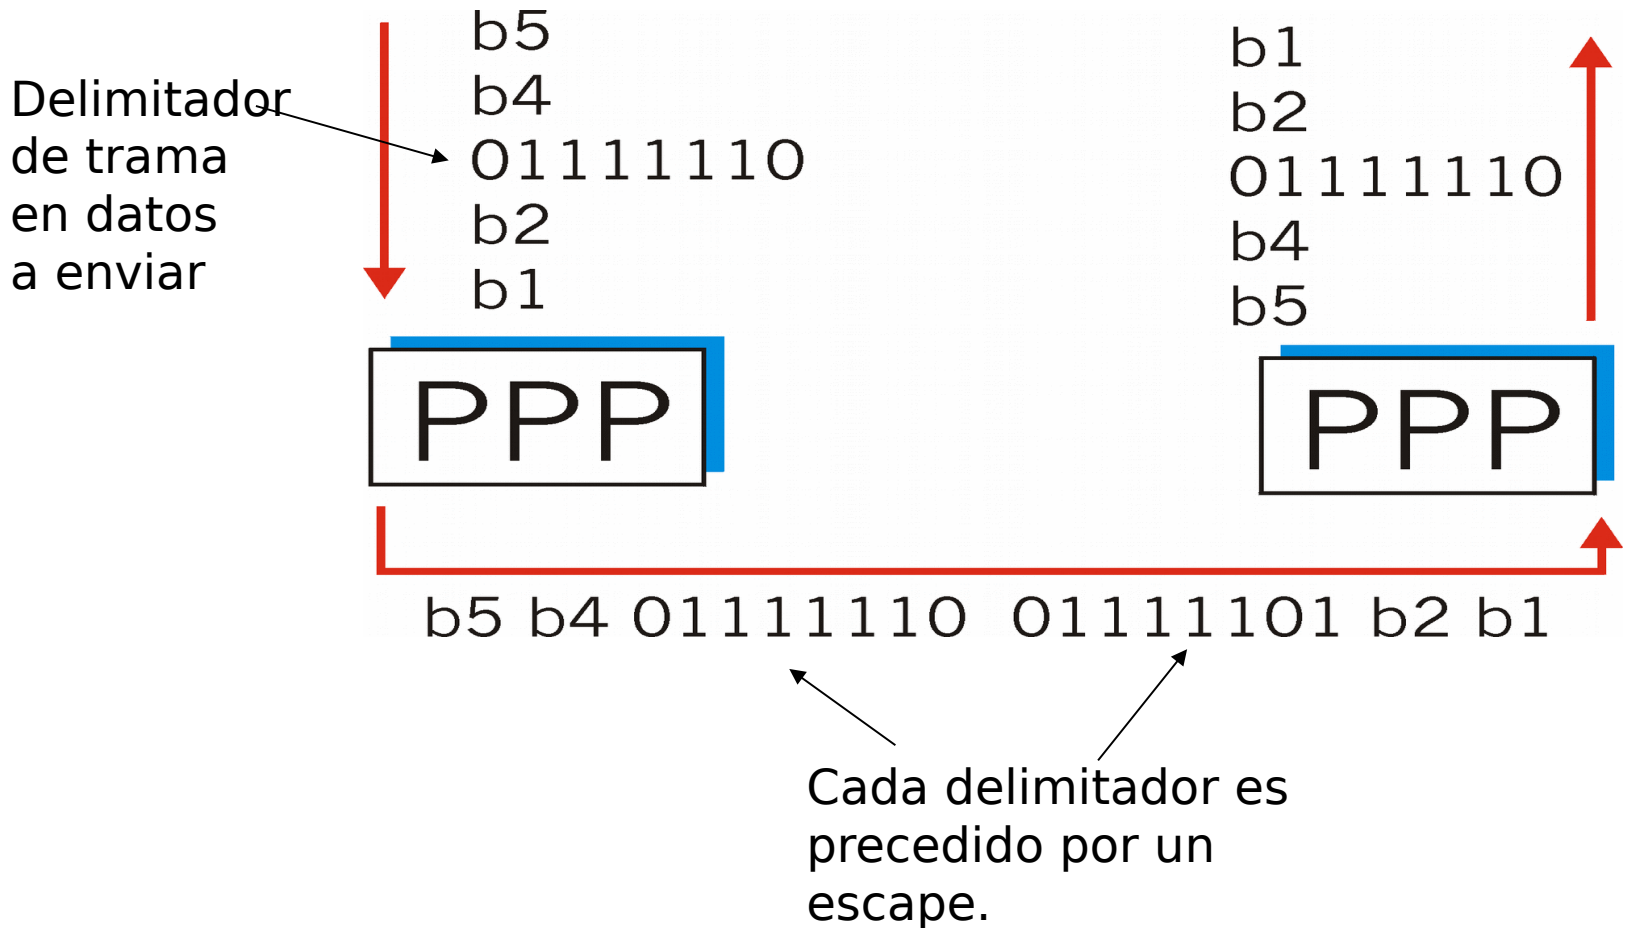 Delimitador
de trama
en datos
a enviar
b5
b4
01111110
b2
b1
b1
b2
01111110
b4
b5
PPP
PPP
b5 b4 01111110 01111101 b2 b1
Cada delimitador es
precedido por un
escape.